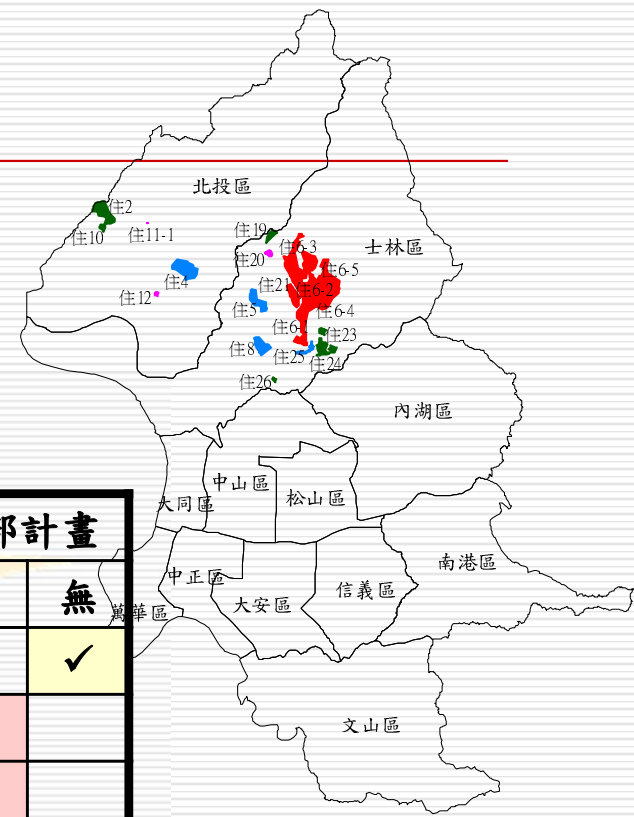 北投區
住2
住10
住11-1
住4
住12
住19
住20
住6-3
士林區
住6-5
住21
住6-2
住5
住6-4
住6-
住23
住8
住25
住24
住26
內湖區
中山區
大同區
松山區
計畫
南港區
中正區
無
大安區
信義區
萬華區
✓
文山區